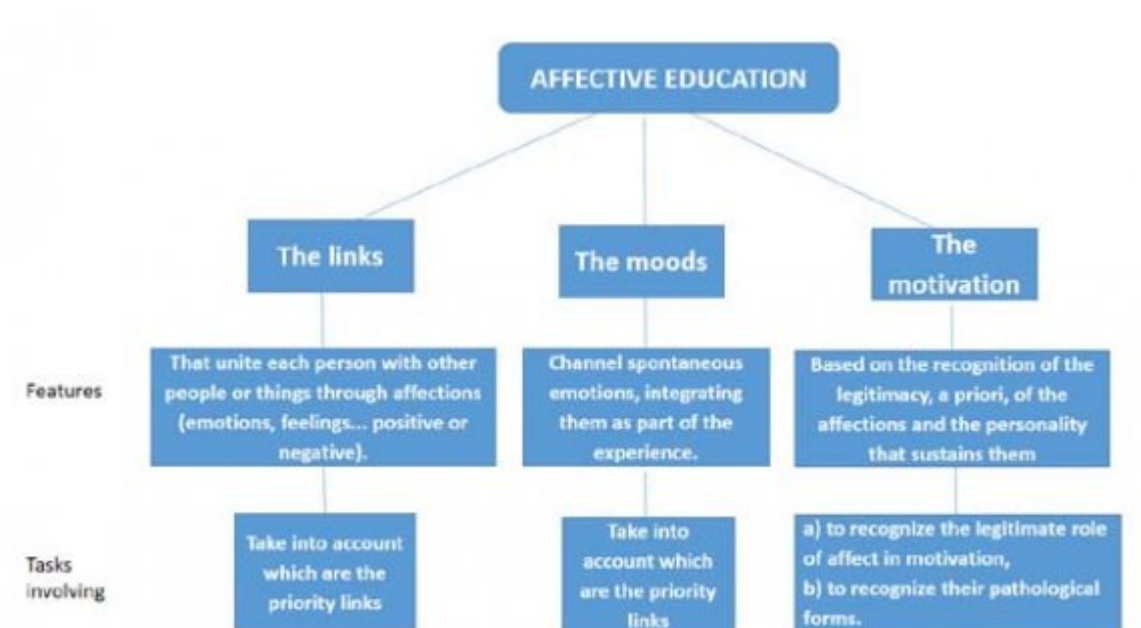 AFFECTIVE EDUCATION
The links
The moods
The
motivation
Features
That unite each person with other
people or things through affections
(emotions, feelings... positive or
negative).
Channel spontaneous
emotions, integrating
them as part of the
experience.
Based on the recognition of the
legitimacy, a priori, of the
affections and the personality
that sustains them
Tasks
involving
Take into account
which are the
priority links
Take into
account which
are the priority
links
a) to recognize the legitimate role
of affect in motivation,
b) to recognize their pathological
forms.